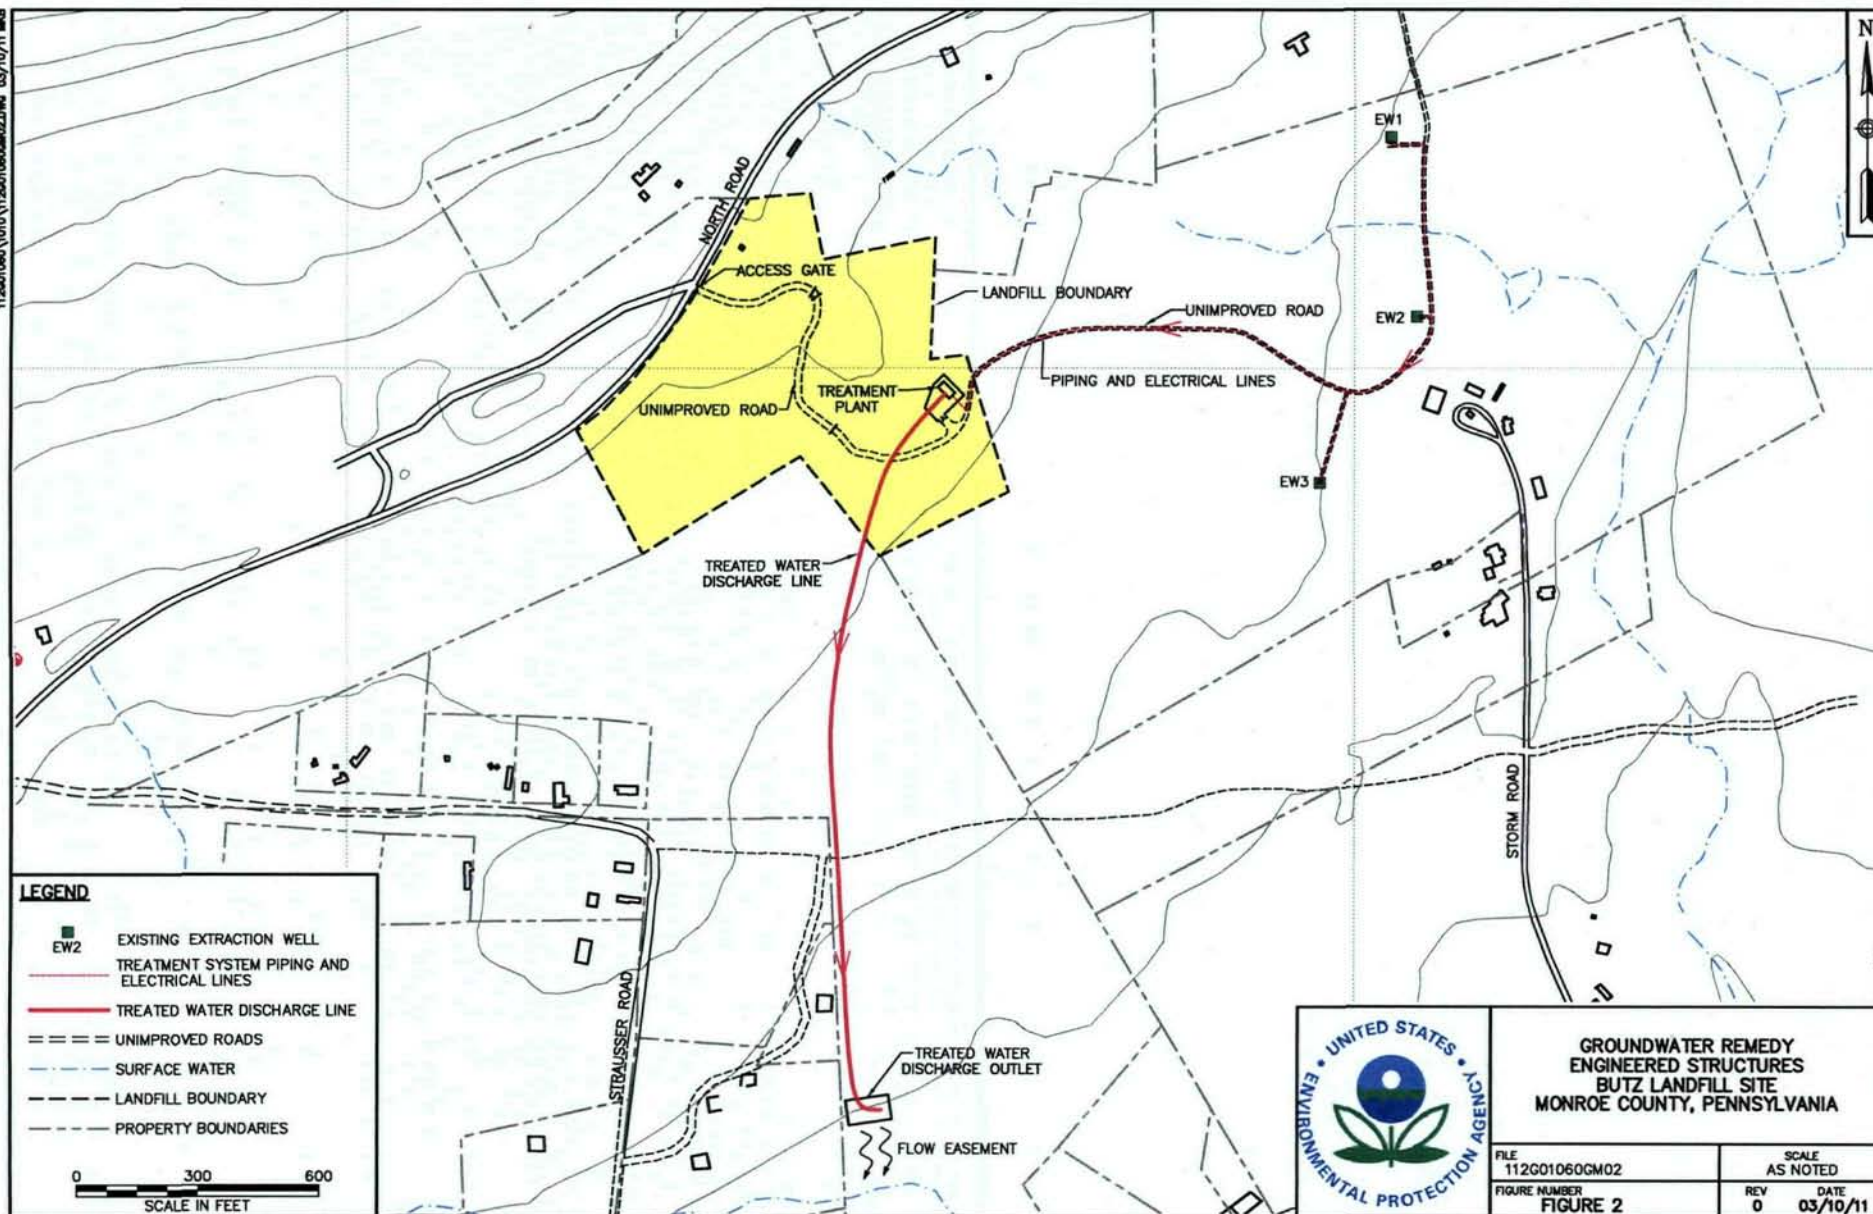 N
EW1
NORTH ROAD
ACCESS GATE
LANDFILL BOUNDARY
UNIMPROVED ROAD
EW2
PIPING AND ELECTRICAL LINES
TREATMENT
PLANT
UNIMPROVED ROAD
EW3
TREATED WATER
DISCHARGE LINE
STORM ROAD
STRAUSSER ROAD
TREATED WATER
DISCHARGE OUTLET
FLOW EASEMENT
LEGEND
EW2
EXISTING EXTRACTION WELL
TREATMENT SYSTEM PIPING AND
ELECTRICAL LINES
TREATED WATER DISCHARGE LINE
UNIMPROVED ROADS
SURFACE WATER
LANDFILL BOUNDARY
PROPERTY BOUNDARIES
0 300 600
SCALE IN FEET
UNITED STATES
ENVIRONMENTAL PROTECTION AGENCY
GROUNDWATER REMEDY
ENGINEERED STRUCTURES
BUTZ LANDFILL SITE
MONROE COUNTY, PENNSYLVANIA
FILE
112G01060GM02
SCALE
AS NOTED
FIGURE NUMBER
FIGURE 2
REV
0
DATE
03/10/11